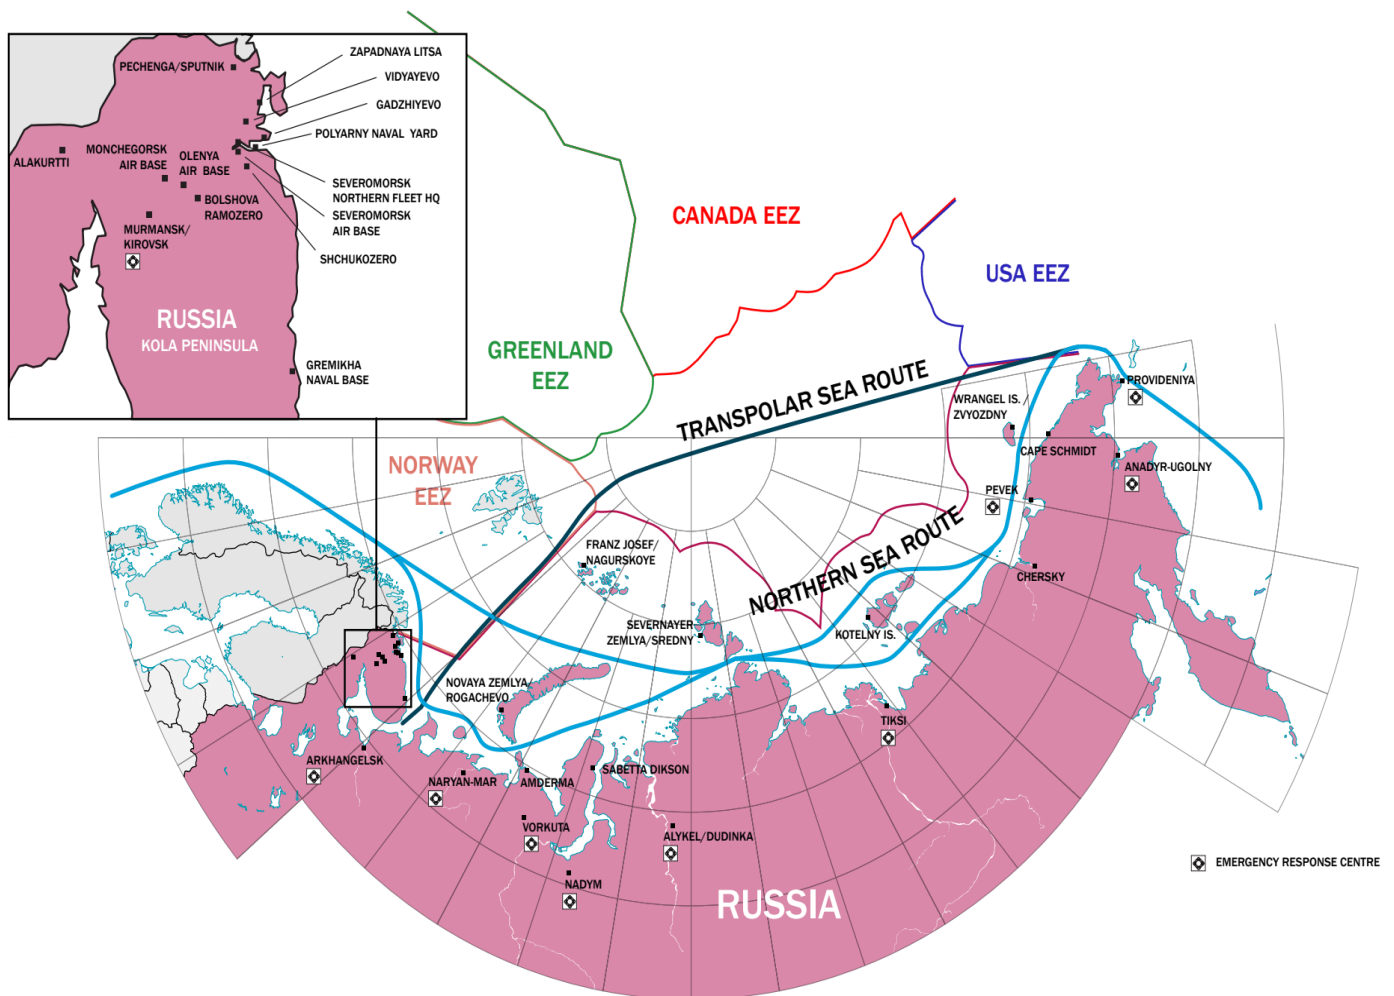 ZAPADNAYA LITSA
PECHENGA/SPUTNIK
VIDYAYEVO
GADZHIYEVO
POLYARNY NAVAL YARD
ALAKURTTI
MONCHEGORSK
AIR BASE
OLENYA
AIR BASE
SEVEROMORSK
NORTHERN FLEET HQ
BOLSHOVA
RAMOZERO
SEVEROMORSK
AIR BASE
MURMANSK/
KIROVSK
SHCHUKOZERO
RUSSIA
KOLA PENINSULA
GREMIKHA
NAVAL BASE
CANADA EEZ
USA EEZ
GREENLAND
EEZ
TRANSPOLAR SEA ROUTE
NORWAY
EEZ
PROVIDENIYA
WRANGEL IS. /
ZVYOZDNY
CAPE SCHMIDT
ANADYR-UGOLNY
PEVEK
NORTHERN SEA ROUTE
FRANZ JOSEF/
NAGURSKOYE
CHERSKY
SEVERNAYER
ZEMLYA/SREDNY
KOTELNY IS.
NOVAYA ZEMLYA/
ROGACHEVO
TIKSI
ARKHANGELSK
NARYAN-MAR
AMDERMA
SABETTA DIKSON
VORKUTA
ALYKEL/DUDINKA
NADYM
RUSSIA
EMERGENCY RESPONSE CENTRE